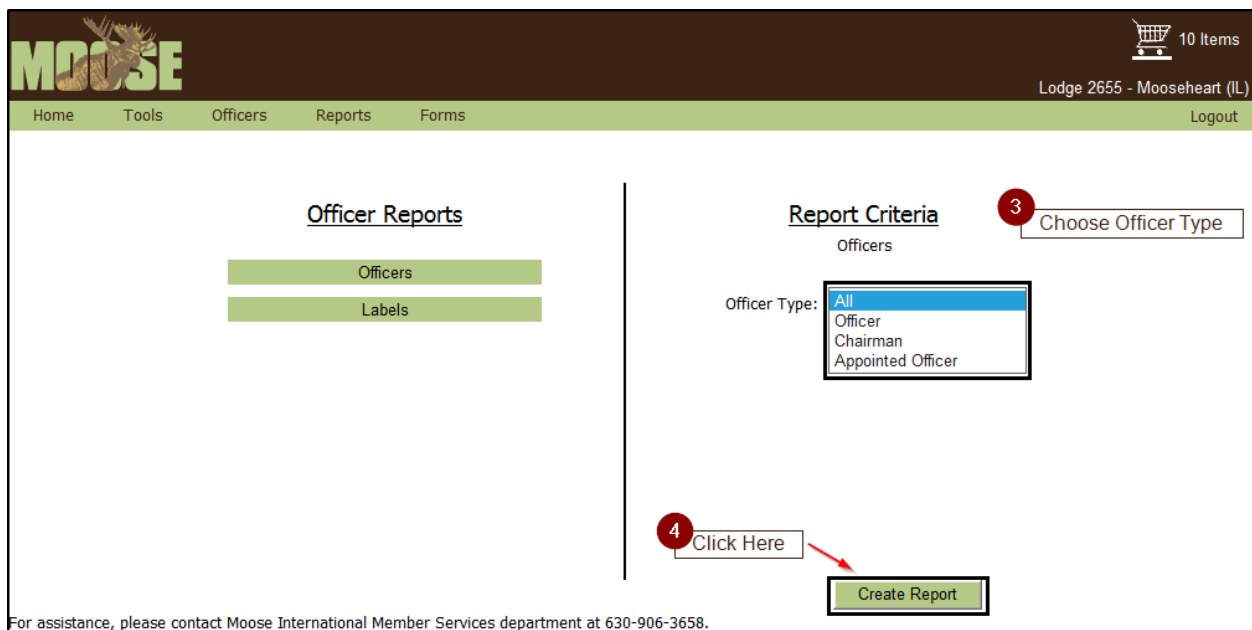 MOOSE
10 Items
Lodge 2655 - Mooseheart (IL)
Home Tools Officers Reports Forms Logout
Officer Reports
Officers
Labels
Report Criteria
Officers
3 Choose Officer Type
Officer Type:
All
Officer
Chairman
Appointed Officer
4 Click Here
Create Report
For assistance, please contact Moose International Member Services department at 630-906-3658.